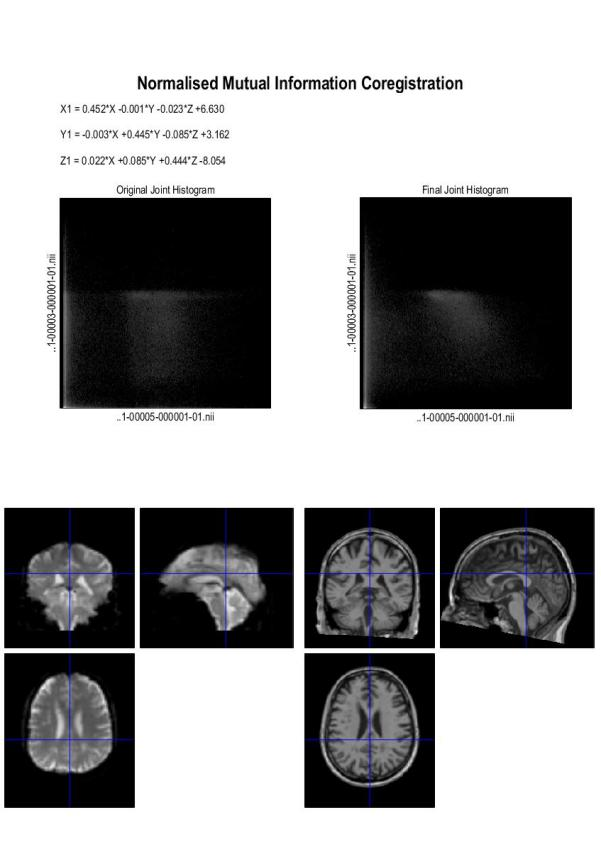 Normalised Mutual Information Coregistration
X1 = 0.452*X -0.001*Y -0.023*Z +6.630
Y1 = -0.003*X +0.445*Y -0.085*Z +3.162
Z1 = 0.022*X +0.085*Y +0.444*Z -8.054
Original Joint Histogram
Final Joint Histogram
..1-00003-000001-01.nii
..1-00003-000001-01.nii
..1-00005-000001-01.nii
..1-00005-000001-01.nii